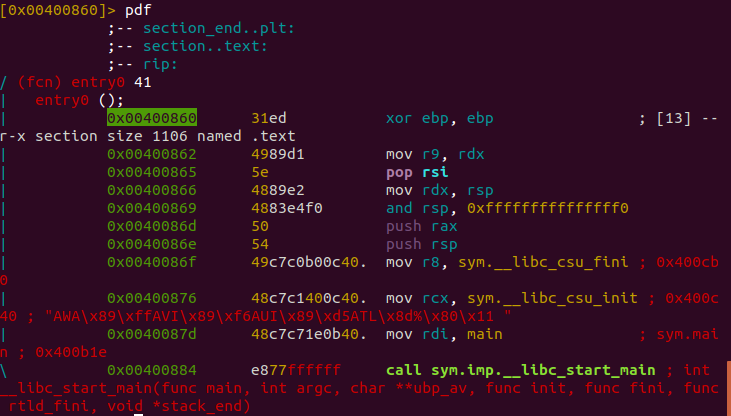 [0x00400860]> pdf
;-- section_end..plt:
;-- section..text:
;-- rip:
/ (fcn) entry0 41
|   entry0 ();
|           0x00400860      31ed           xor ebp, ebp                ; [13] --
r-x section size 1106 named .text
|           0x00400862      4989d1         mov r9, rdx
|           0x00400865      5e             pop rsi
|           0x00400866      4889e2         mov rdx, rsp
|           0x00400869      4883e4f0       and rsp, 0xfffffffffffffff0
|           0x0040086d      50             push rax
|           0x0040086e      54             push rsp
|           0x0040086f      49c7c0b00c40.  mov r8, sym.__libc_csu_fini ; 0x400cb
0
|           0x00400876      48c7c1400c40.  mov rcx, sym.__libc_csu_init ; 0x400c
40 ; "AWA\x89\xffAVI\x89\xf6AUI\x89\xd5ATL\x8d%\x80\x11 "
|           0x0040087d      48c7c71e0b40.  mov rdi, main               ; sym.mai
n ; 0x400b1e
\           0x00400884      e877ffffff     call sym.imp.__libc_start_main ; int
__libc_start_main(func main, int argc, char **ubp_av, func init, func fini, func
rtld_fini, void *stack_end)